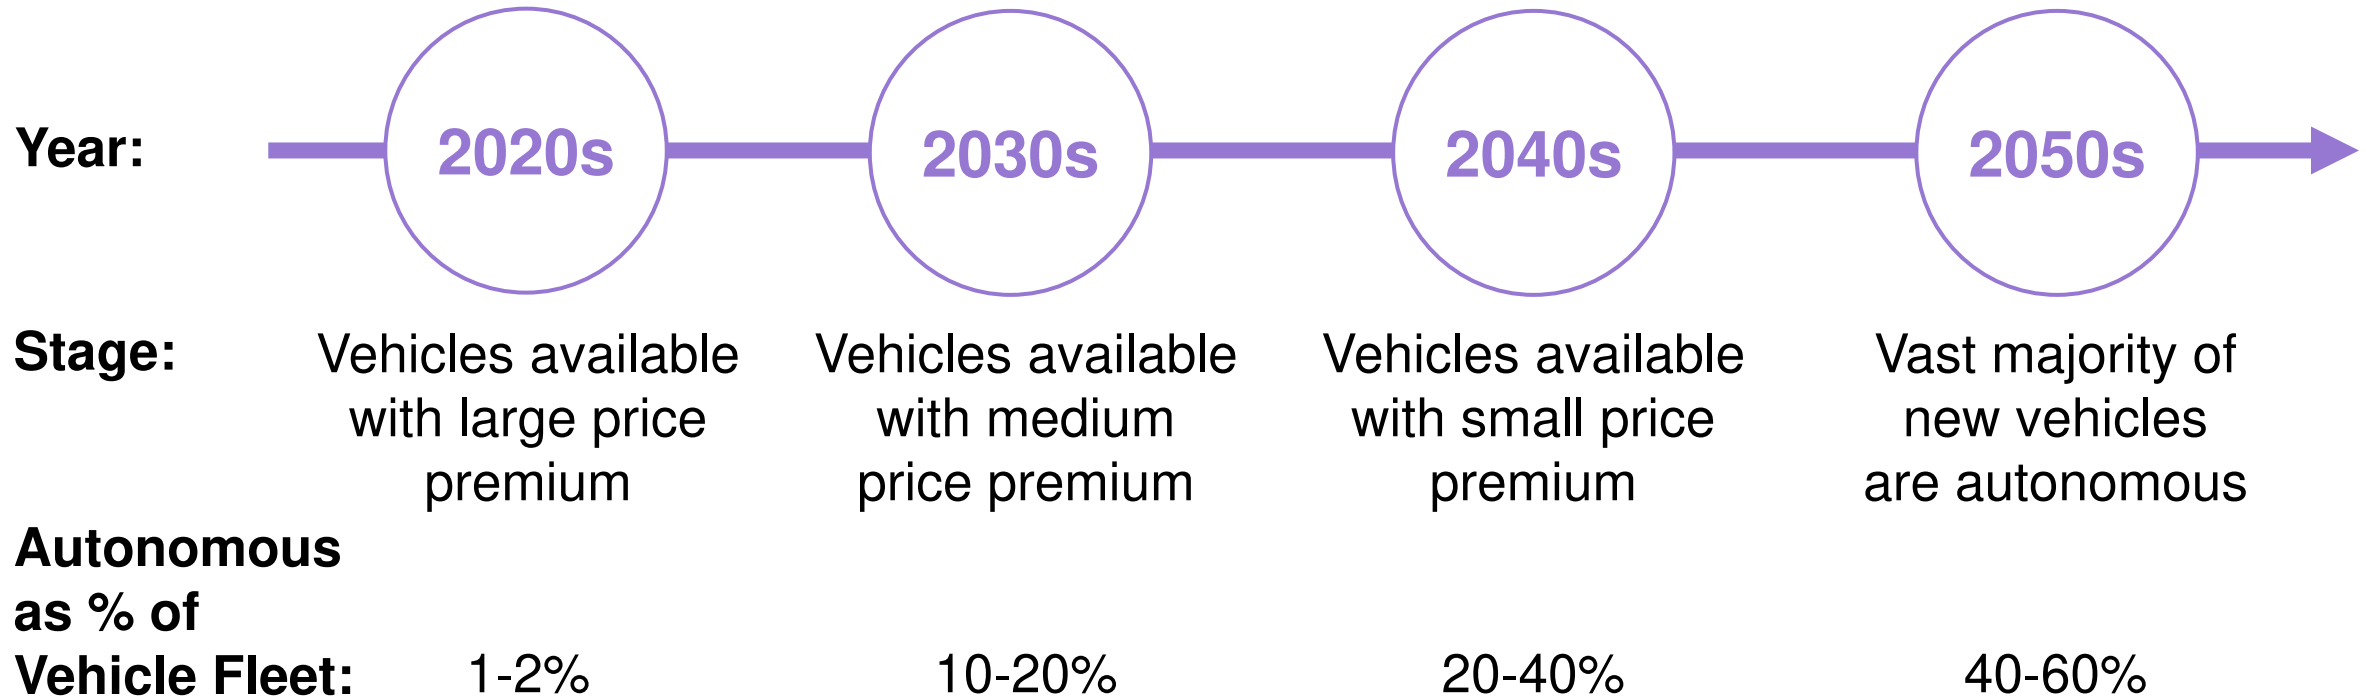 Year: 2020s 2030s 2040s 2050s
Stage: Vehicles available Vehicles available Vehicles available Vast majority of
with large price with medium with small price new vehicles
premium price premium premium are autonomous
Autonomous
as % of
Vehicle Fleet: 1-2% 10-20% 20-40% 40-60%